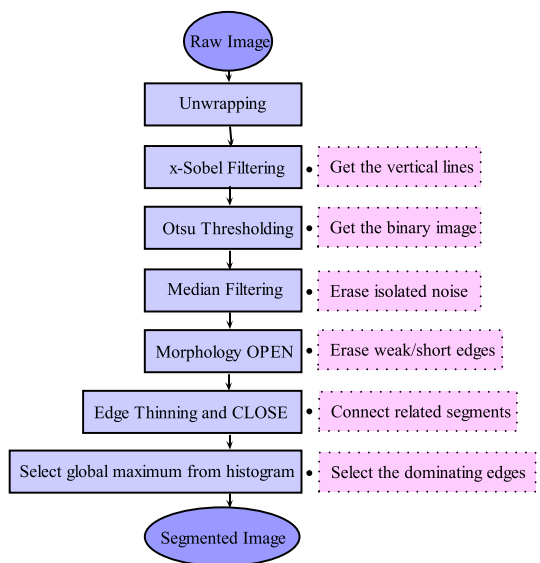 Raw Image
Unwrapping
x-Sobel Filtering
Get the vertical lines
Otsu Thresholding
Get the binary image
Median Filtering
Erase isolated noise
Morphology OPEN
Erase weak/short edges
Edge Thinning and CLOSE
Connect related segments
Select global maximum from histogram
Select the dominating edges
Segmented Image